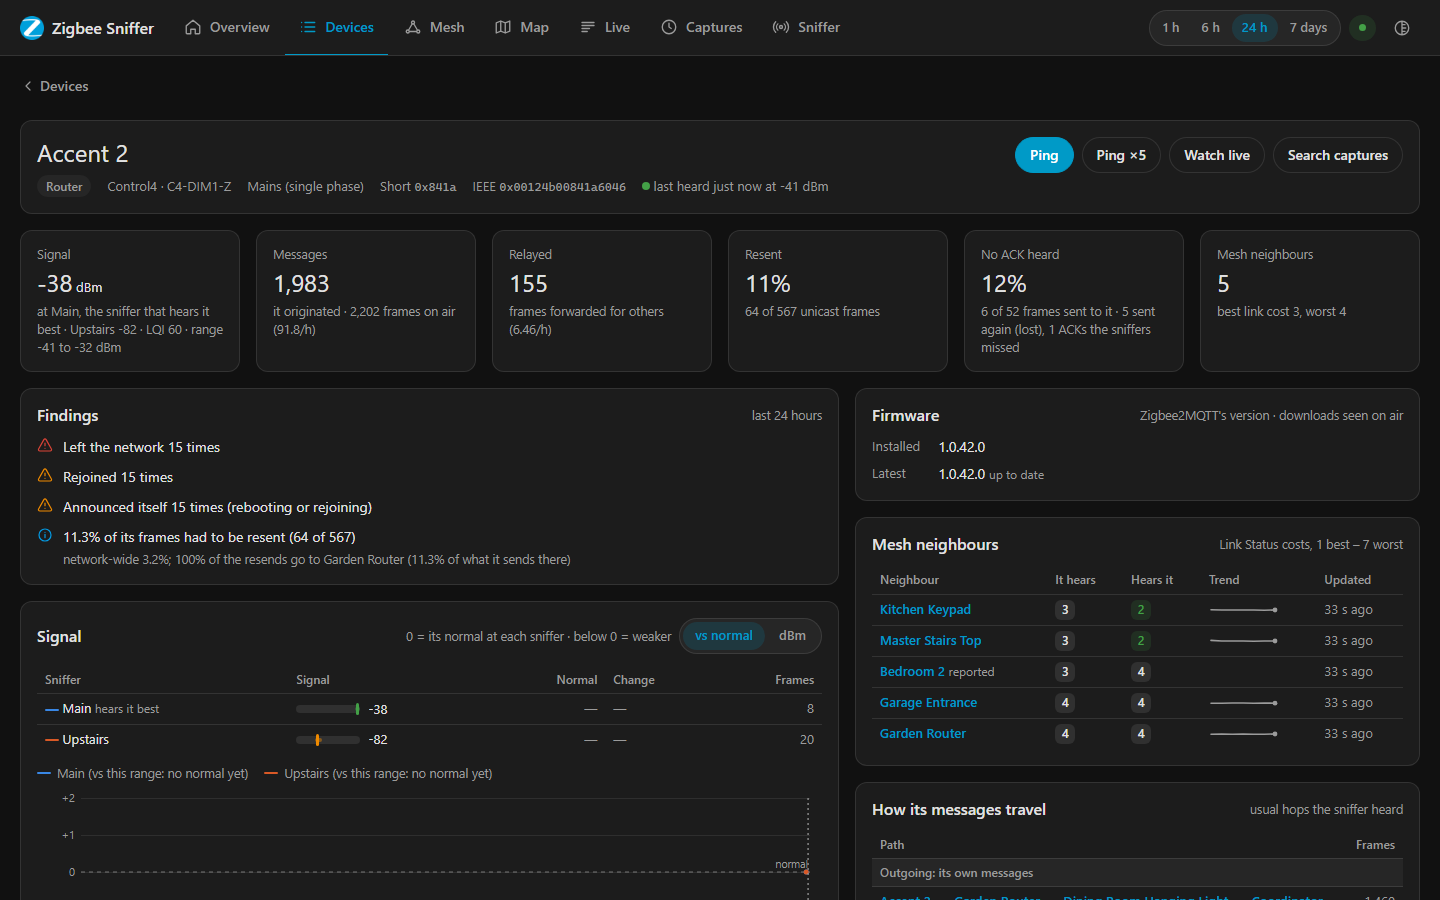 Zigbee Sniffer
Overview
Devices
Mesh
Map
Live
Captures
Sniffer
1 h
6 h
24 h
7 days
Devices
Accent 2
Ping
Ping ×5
Watch live
Search captures
Router
Control4 · C4-DIM1-Z
Mains (single phase)
Short 0x841a
IEEE 0x00124b00841a6046
last heard just now at -41 dBm
Signal
-38 dBm
at Main, the sniffer that hears it
best · Upstairs -82 · LQI 60 · range
-41 to -32 dBm
Messages
1,983
it originated · 2,202 frames on air
(91.8/h)
Relayed
155
frames forwarded for others
(6.46/h)
Resent
11%
64 of 567 unicast frames
No ACK heard
12%
6 of 52 frames sent to it · 5 sent
again (lost), 1 ACKs the sniffers
missed
Mesh neighbours
5
best link cost 3, worst 4
Findings
last 24 hours
Left the network 15 times
Rejoined 15 times
Announced itself 15 times (rebooting or rejoining)
11.3% of its frames had to be resent (64 of 567)
network-wide 3.2%; 100% of the resends go to Garden Router (11.3% of what it sends there)
Signal
0 = its normal at each sniffer · below 0 = weaker
vs normal
dBm
Sniffer Signal Normal Change Frames
Main hears it best -38 — — 8
Upstairs -82 — — 20
Main (vs this range: no normal yet)
Upstairs (vs this range: no normal yet)
+2
+1
normal
0
Firmware
Zigbee2MQTT's version · downloads seen on air
Installed 1.0.42.0
Latest 1.0.42.0 up to date
Mesh neighbours
Link Status costs, 1 best – 7 worst
Neighbour It hears Hears it Trend Updated
Kitchen Keypad 3 2 33 s ago
Master Stairs Top 3 2 33 s ago
Bedroom 2 reported 3 4 33 s ago
Garage Entrance 4 4 33 s ago
Garden Router 4 4 33 s ago
How its messages travel
usual hops the sniffer heard
Path Frames
Outgoing: its own messages